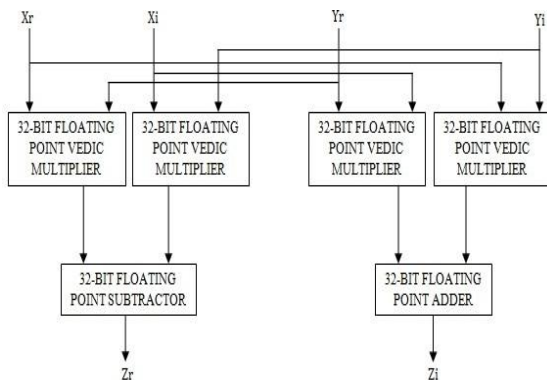 Xr Xi Yr Yi
32-BIT FLOATING
POINT VEDIC
MULTIPLIER
32-BIT FLOATING
POINT VEDIC
MULTIPLIER
32-BIT FLOATING
POINT VEDIC
MULTIPLIER
32-BIT FLOATING
POINT VEDIC
MULTIPLIER
32-BIT FLOATING
POINT SUBTRACTOR
32-BIT FLOATING
POINT ADDER
Zr Zi